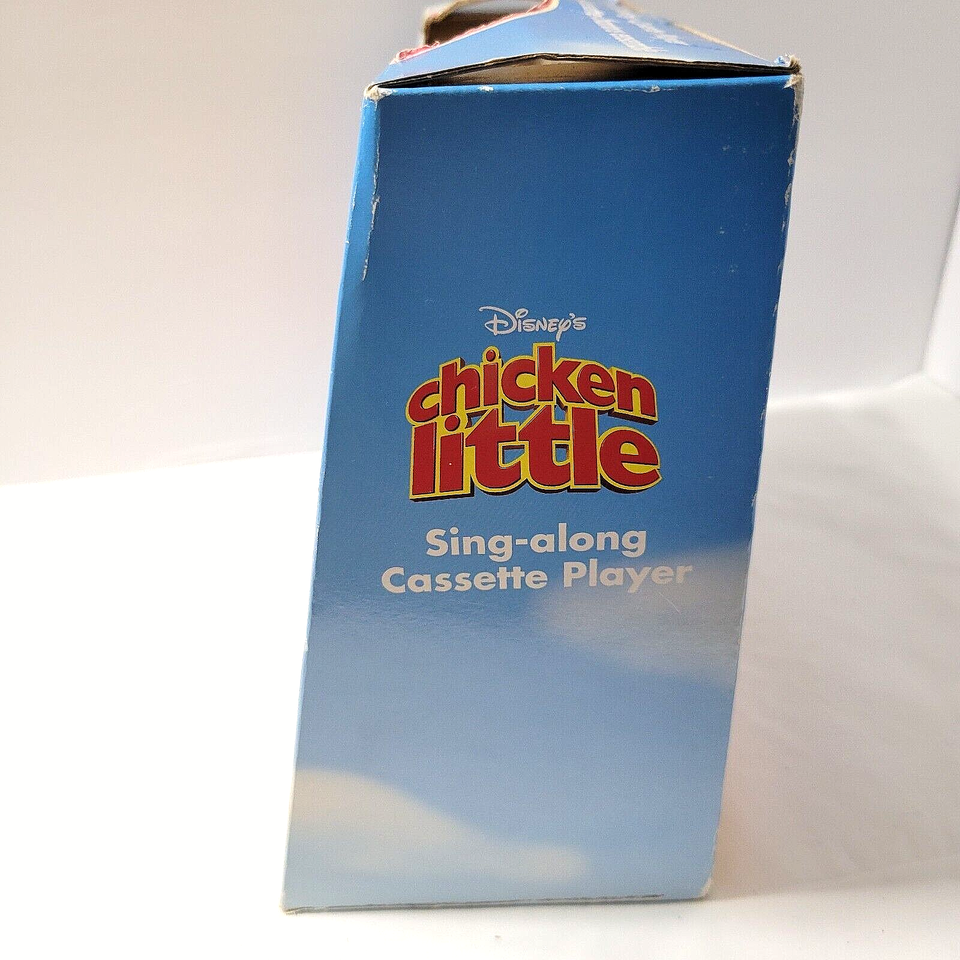 Disney's
chicken
little
Sing-along
Cassette Player